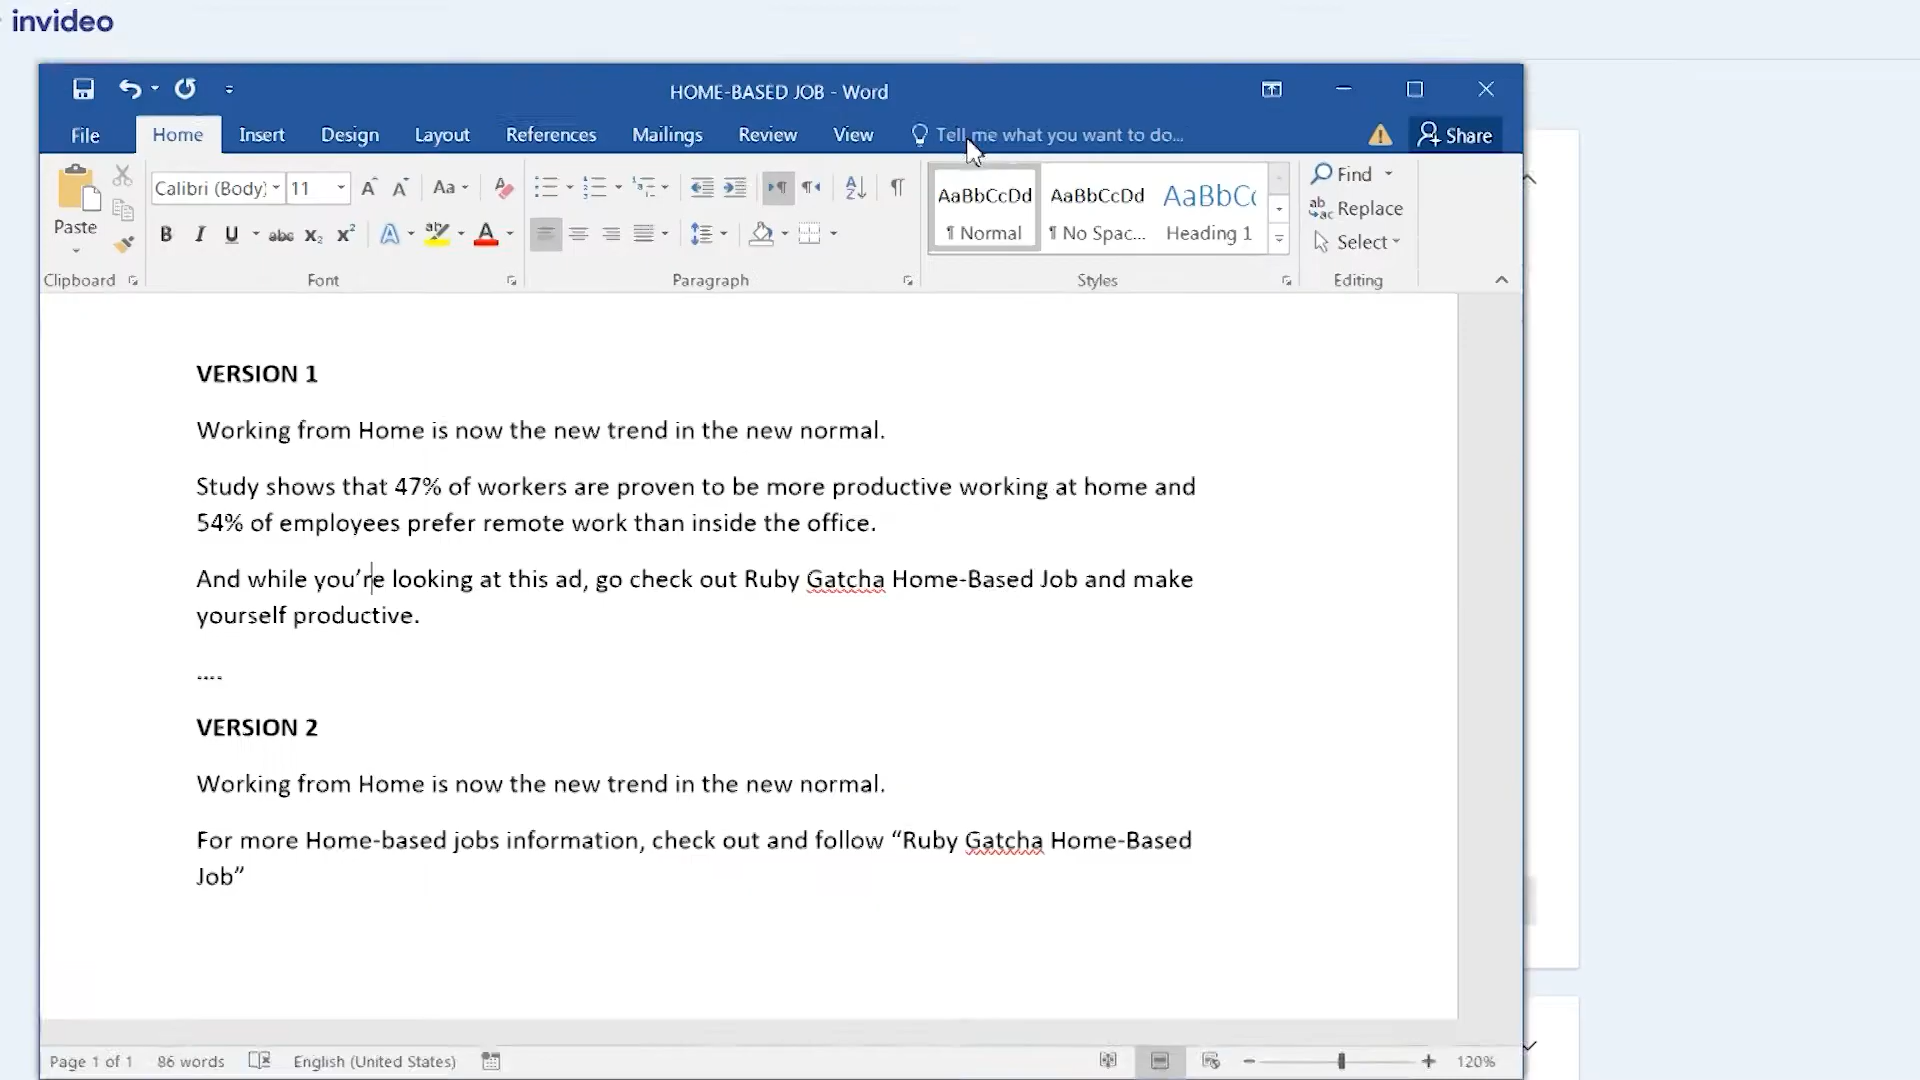 invideo
HOME-BASED JOB - Word
File Home Insert Design Layout References Mailings Review View Tell me what you want to do... Share
Calibri (Body) 11 Aa
AaBbCcDd AaBbCcDd AaBbC
Find
Paste
Replace
B I U abc X₂ X² A ab A
¶ Normal ¶ No Spac... Heading 1
Select
Clipboard Font Paragraph Styles Editing
VERSION 1
Working from Home is now the new trend in the new normal.
Study shows that 47% of workers are proven to be more productive working at home and
54% of employees prefer remote work than inside the office.
And while you’re looking at this ad, go check out Ruby Gatcha Home-Based Job and make
yourself productive.
----
VERSION 2
Working from Home is now the new trend in the new normal.
For more Home-based jobs information, check out and follow “Ruby Gatcha Home-Based
Job”
Page 1 of 1 86 words English (United States) 120%